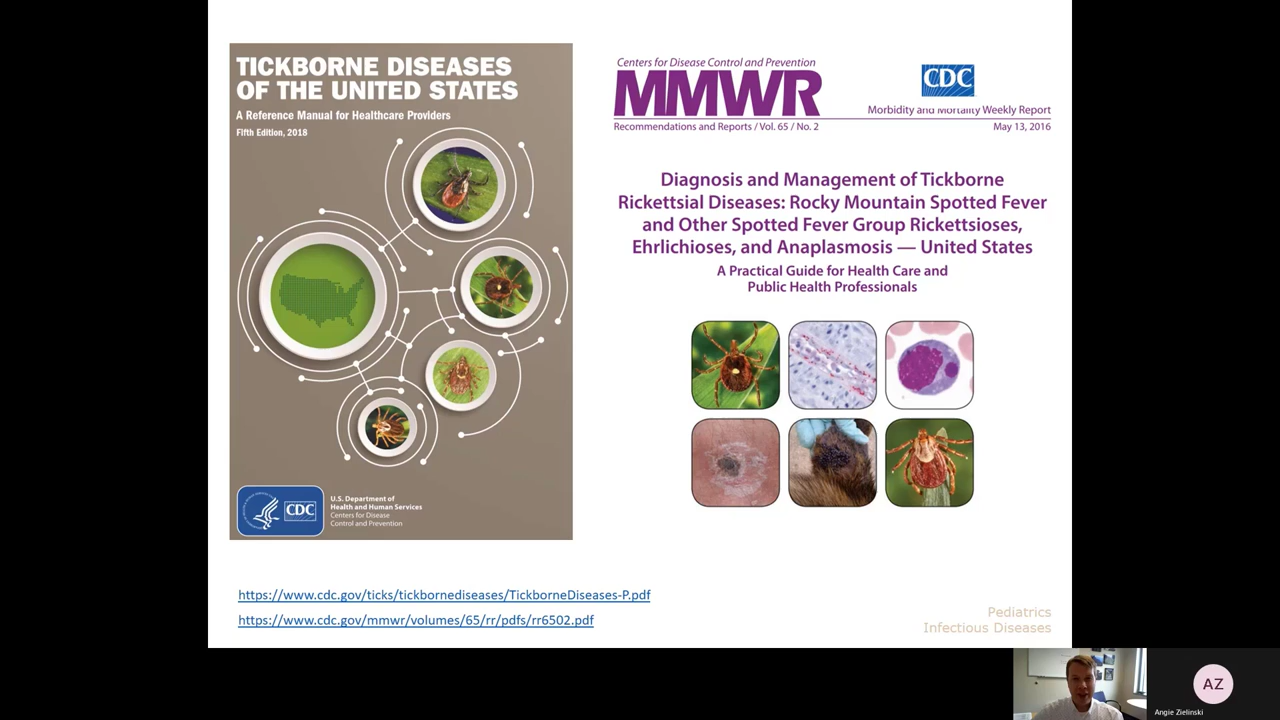 TICKBORNE DISEASES
OF THE UNITED STATES
A Reference Manual for Healthcare Providers
Fifth Edition, 2018
CDC
U.S. Department of
Health and Human Services
Centers for Disease
Control and Prevention
Centers for Disease Control and Prevention
MMWR
CDC
Morbidity and Mortality Weekly Report
Recommendations and Reports / Vol. 65 / No. 2
May 13, 2016
Diagnosis and Management of Tickborne
Rickettsial Diseases: Rocky Mountain Spotted Fever
and Other Spotted Fever Group Rickettsioses,
Ehrlichioses, and Anaplasmosis — United States
A Practical Guide for Health Care and
Public Health Professionals
https://www.cdc.gov/ticks/tickbornediseases/TickborneDiseases-P.pdf
https://www.cdc.gov/mmwr/volumes/65/rr/pdfs/rr6502.pdf
Pediatrics
Infectious Diseases
AZ
Angie Zielinski